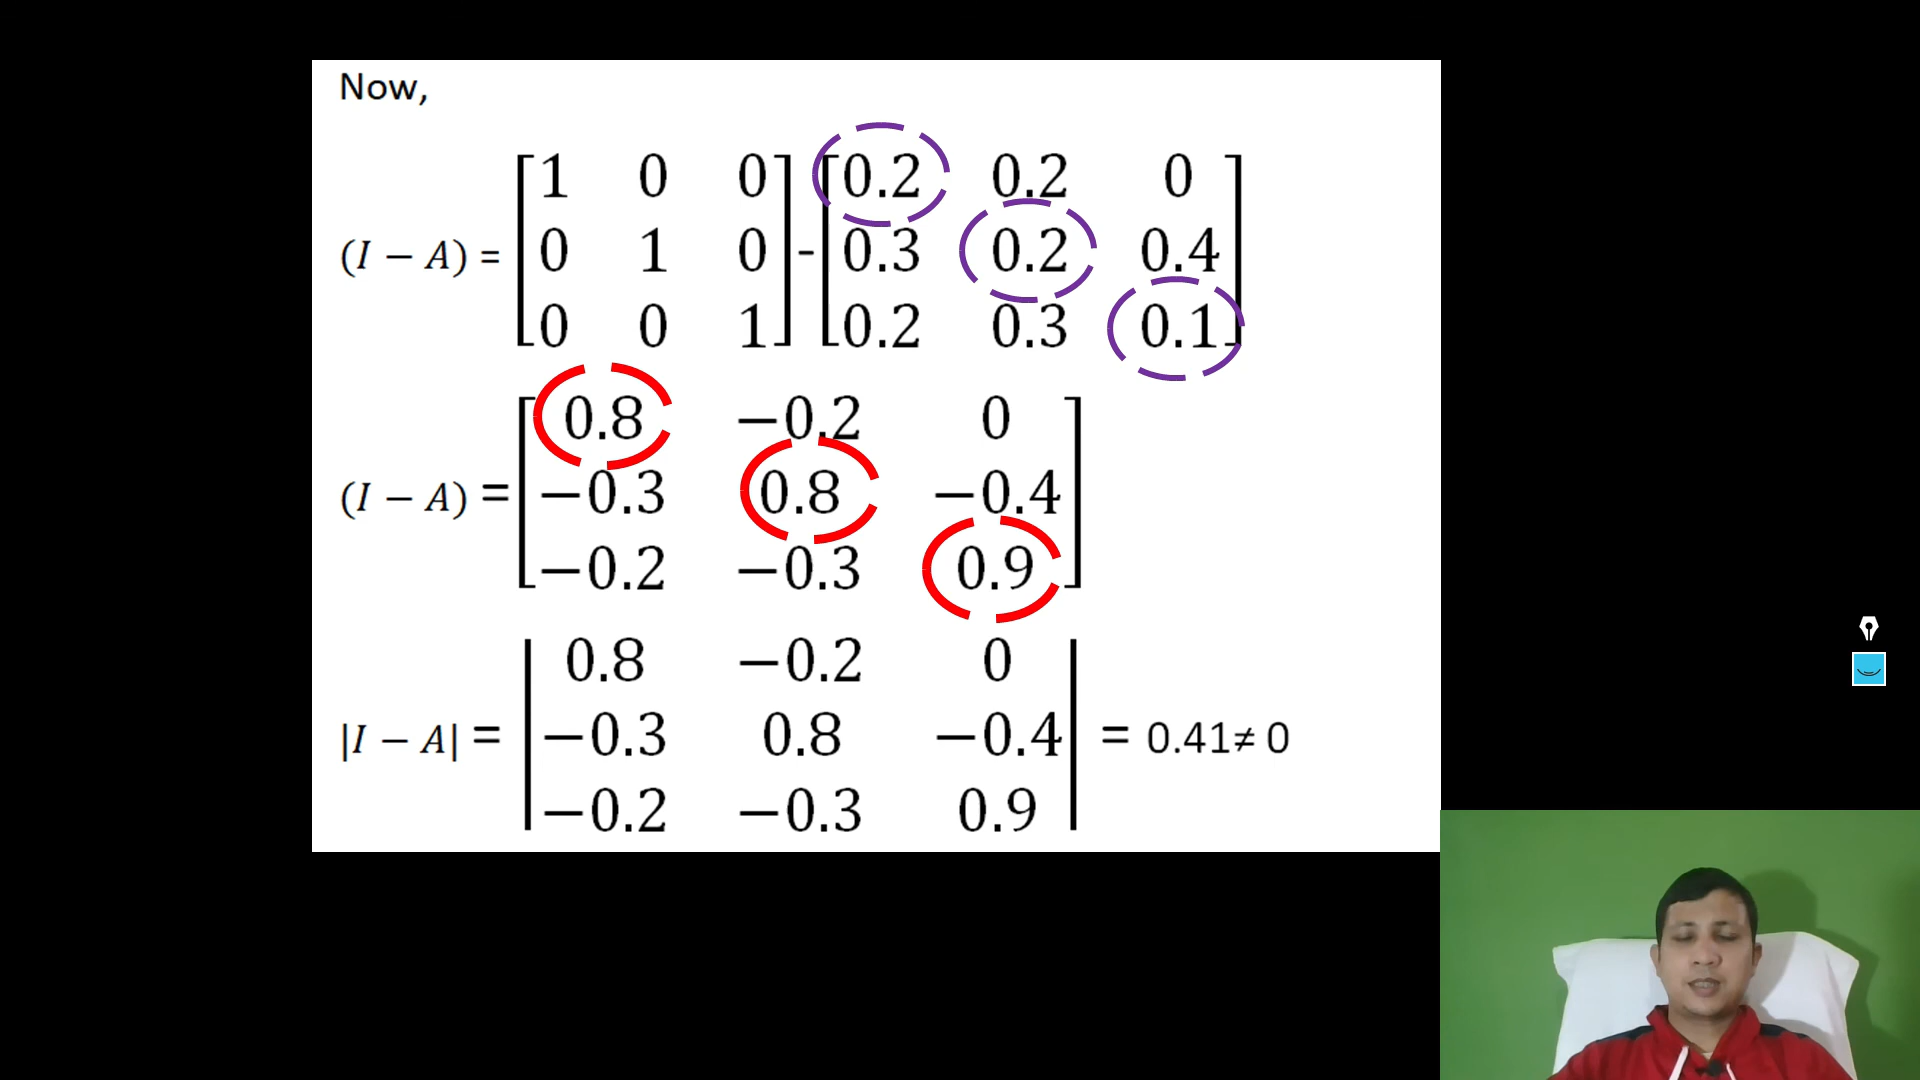 Now,
(I − A) = [1 0 0] - [0.2 0.2 0]
[0 1 0] [0.3 0.2 0.4]
[0 0 1] [0.2 0.3 0.1]
(I − A) = [0.8 −0.2 0]
[−0.3 0.8 −0.4]
[−0.2 −0.3 0.9]
|I − A| = |0.8 −0.2 0| = 0.41≠ 0
|−0.3 0.8 −0.4|
|−0.2 −0.3 0.9|